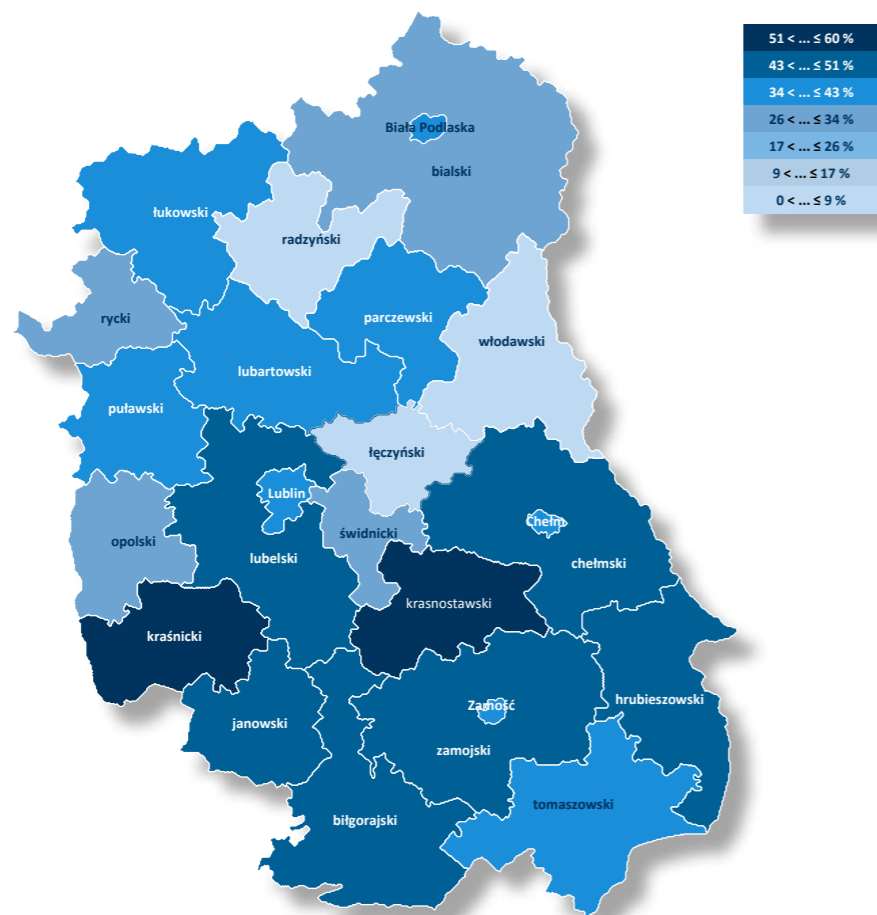 51 < ... ≤ 60 %
43 < ... ≤ 51 %
34 < ... ≤ 43 %
26 < ... ≤ 34 %
17 < ... ≤ 26 %
9 < ... ≤ 17 %
0 < ... ≤ 9 %
Biała Podlaska
bialski
łukowski
radzyński
rycki
parczewski
włodawski
lubartowski
puławski
łęczyński
Lublin
Chełm
opolski
świdnicki
lubelski
chełmski
krasnostawski
kraśnicki
hrubieszowski
Zamość
janowski
zamojski
tomaszowski
biłgorajski